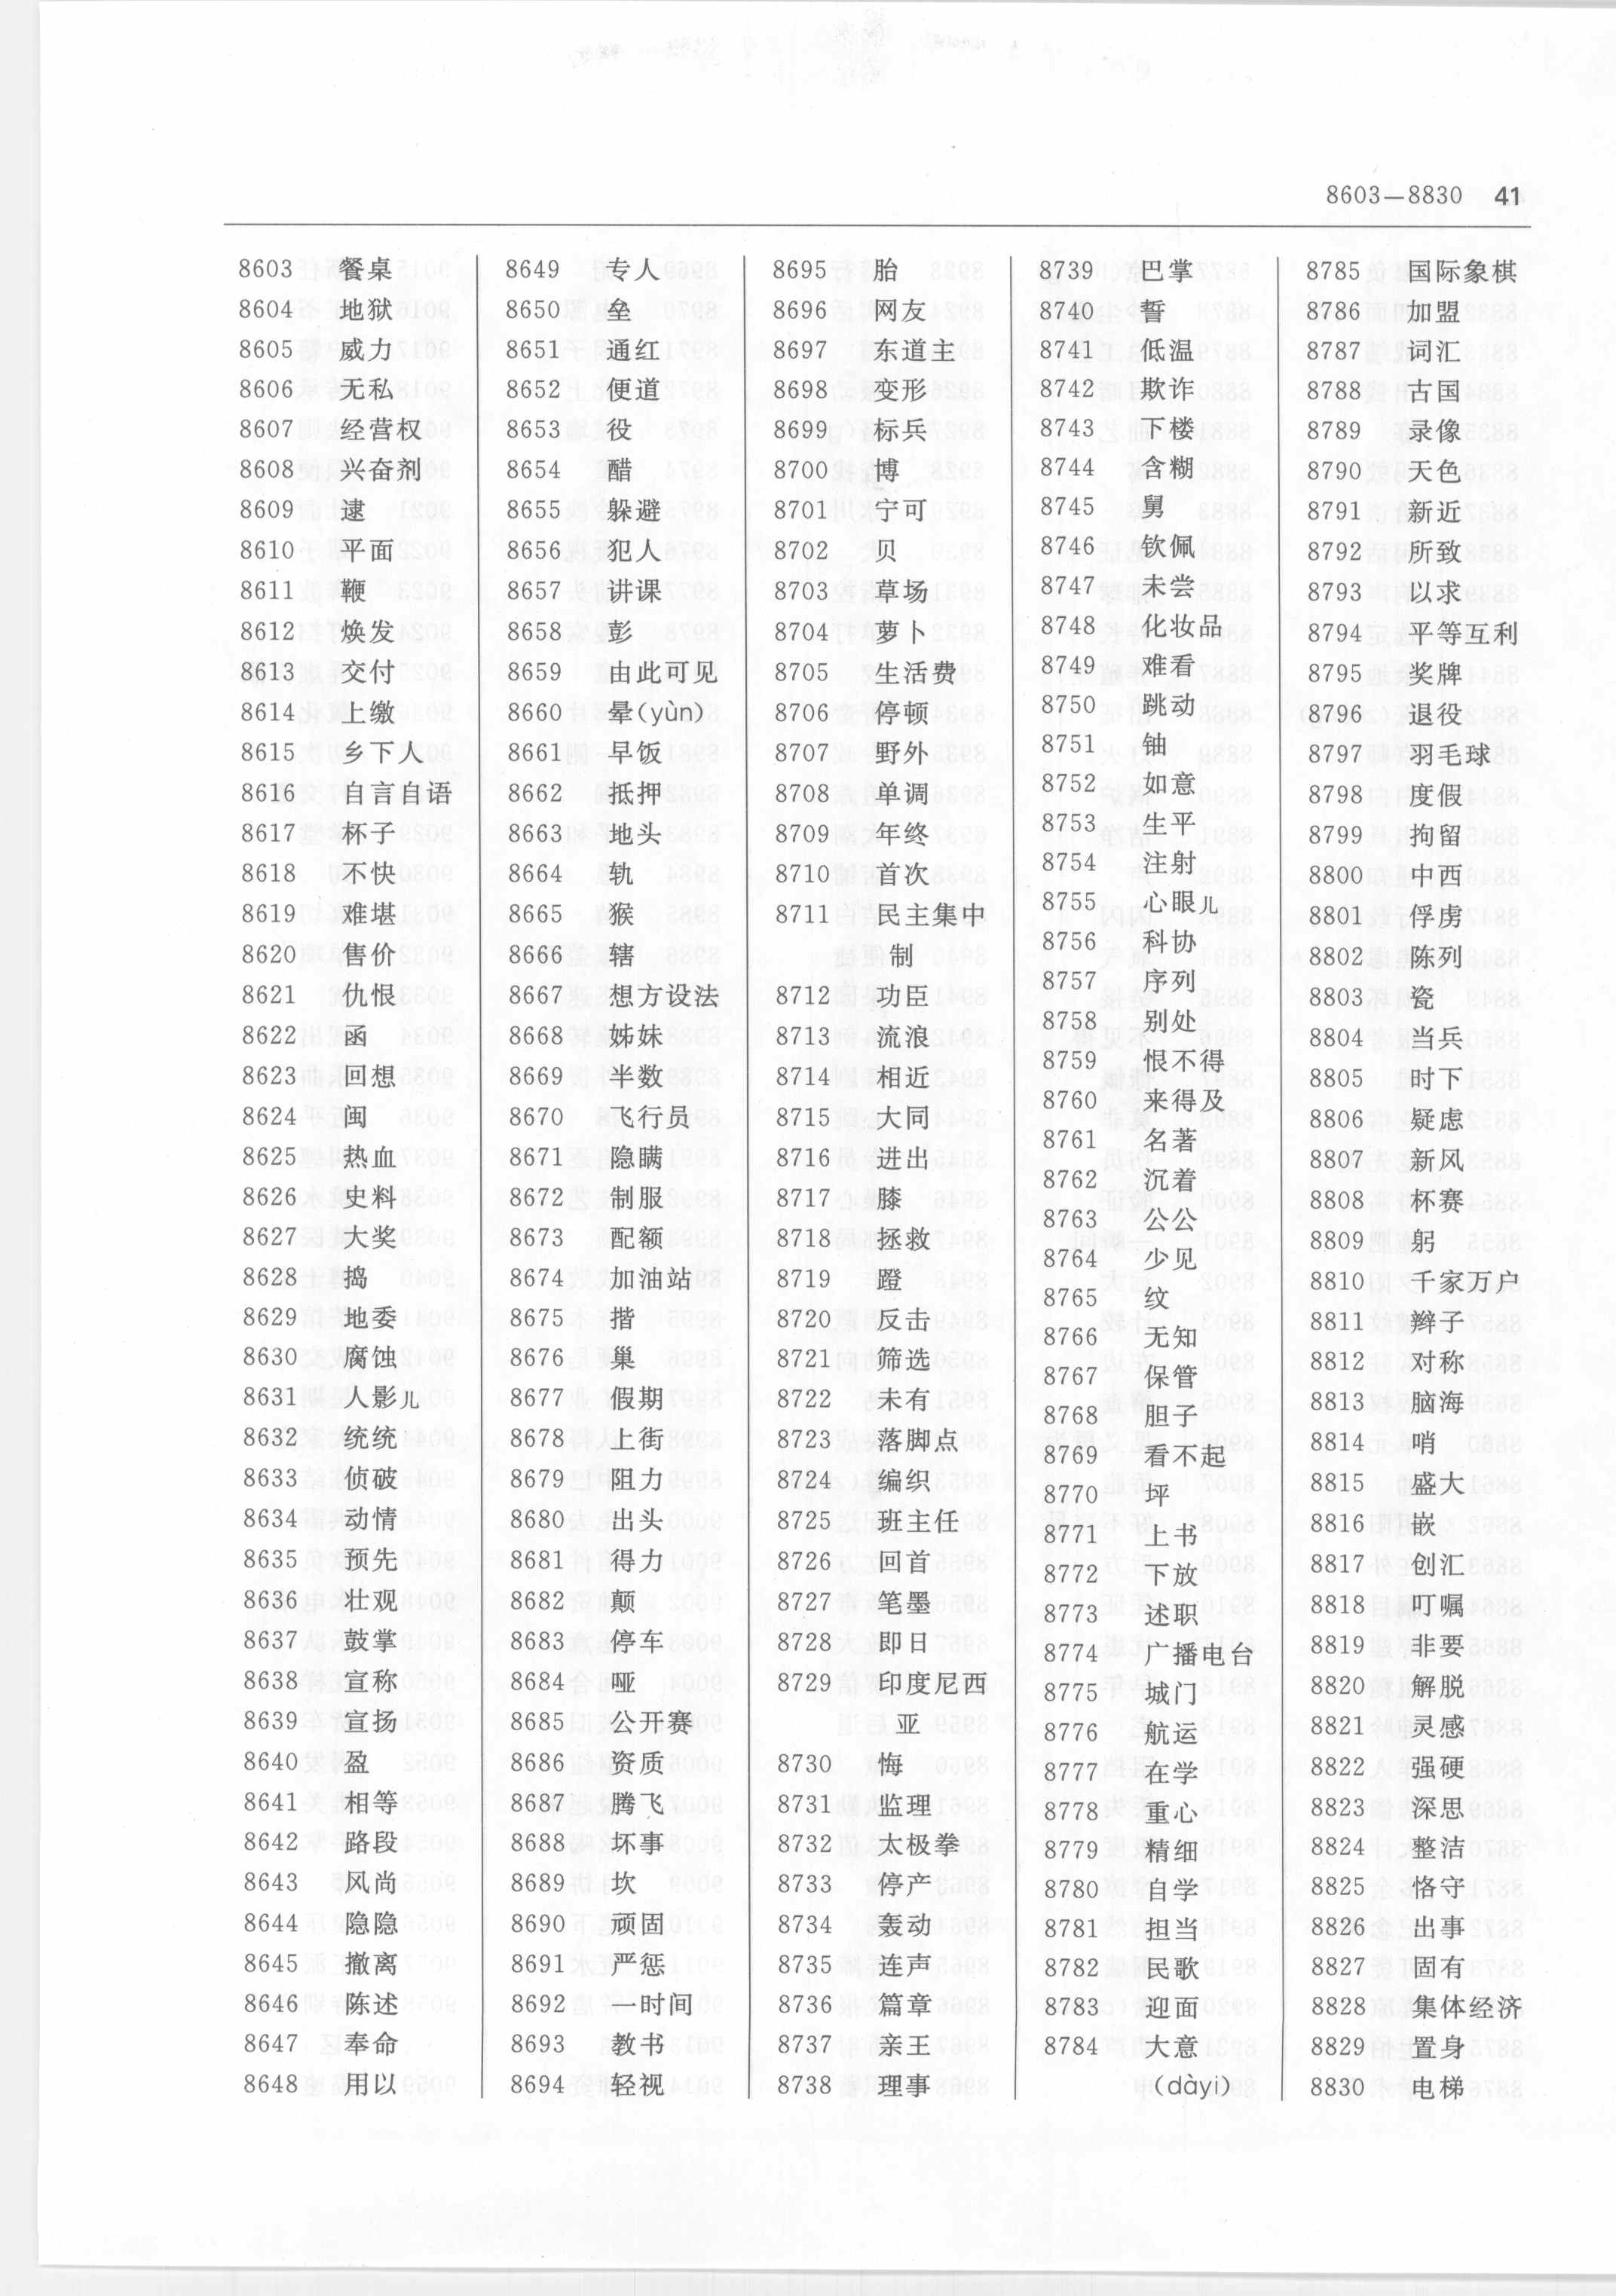 8603—8830 41
8603 餐桌
8604 地狱
8605 威力
8606 无私
8607 经营权
8608 兴奋剂
8609 逮
8610 平面
8611 鞭
8612 焕发
8613 交付
8614 上缴
8615 乡下人
8616 自言自语
8617 杯子
8618 不快
8619 难堪
8620 售价
8621 仇恨
8622 函
8623 回想
8624 闽
8625 热血
8626 史料
8627 大奖
8628 捣
8629 地委
8630 腐蚀
8631 人影儿
8632 统统
8633 侦破
8634 动情
8635 预先
8636 壮观
8637 鼓掌
8638 宣称
8639 宣扬
8640 盈
8641 相等
8642 路段
8643 风尚
8644 隐隐
8645 撤离
8646 陈述
8647 奉命
8648 用以
8649 专人
8650 垒
8651 通红
8652 便道
8653 役
8654 醋
8655 躲避
8656 犯人
8657 讲课
8658 彭
8659 由此可见
8660 晕(yùn)
8661 早饭
8662 抵押
8663 地头
8664 轨
8665 猴
8666 辖
8667 想方设法
8668 姊妹
8669 半数
8670 飞行员
8671 隐瞒
8672 制服
8673 配额
8674 加油站
8675 揩
8676 巢
8677 假期
8678 上街
8679 阻力
8680 出头
8681 得力
8682 颠
8683 停车
8684 哑
8685 公开赛
8686 资质
8687 腾飞
8688 坏事
8689 坎
8690 顽固
8691 严惩
8692 一时间
8693 教书
8694 轻视
8695 胎
8696 网友
8697 东道主
8698 变形
8699 标兵
8700 博
8701 宁可
8702 贝
8703 草场
8704 萝卜
8705 生活费
8706 停顿
8707 野外
8708 单调
8709 年终
8710 首次
8711 民主集中
制
8712 功臣
8713 流浪
8714 相近
8715 大同
8716 进出
8717 膝
8718 拯救
8719 蹬
8720 反击
8721 筛选
8722 未有
8723 落脚点
8724 编织
8725 班主任
8726 回首
8727 笔墨
8728 即日
8729 印度尼西
亚
8730 悔
8731 监理
8732 太极拳
8733 停产
8734 轰动
8735 连声
8736 篇章
8737 亲王
8738 理事
8739 巴掌
8740 誓
8741 低温
8742 欺诈
8743 下楼
8744 含糊
8745 舅
8746 钦佩
8747 未尝
8748 化妆品
8749 难看
8750 跳动
8751 铀
8752 如意
8753 生平
8754 注射
8755 心眼儿
8756 科协
8757 序列
8758 别处
8759 恨不得
8760 来得及
8761 名著
8762 沉着
8763 公公
8764 少见
8765 纹
8766 无知
8767 保管
8768 胆子
8769 看不起
8770 坪
8771 上书
8772 下放
8773 述职
8774 广播电台
8775 城门
8776 航运
8777 在学
8778 重心
8779 精细
8780 自学
8781 担当
8782 民歌
8783 迎面
8784 大意
(dàyi)
8785 国际象棋
8786 加盟
8787 词汇
8788 古国
8789 录像
8790 天色
8791 新近
8792 所致
8793 以求
8794 平等互利
8795 奖牌
8796 退役
8797 羽毛球
8798 度假
8799 拘留
8800 中西
8801 俘虏
8802 陈列
8803 瓷
8804 当兵
8805 时下
8806 疑虑
8807 新风
8808 杯赛
8809 躬
8810 千家万户
8811 辫子
8812 对称
8813 脑海
8814 哨
8815 盛大
8816 嵌
8817 创汇
8818 叮嘱
8819 非要
8820 解脱
8821 灵感
8822 强硬
8823 深思
8824 整洁
8825 恪守
8826 出事
8827 固有
8828 集体经济
8829 置身
8830 电梯